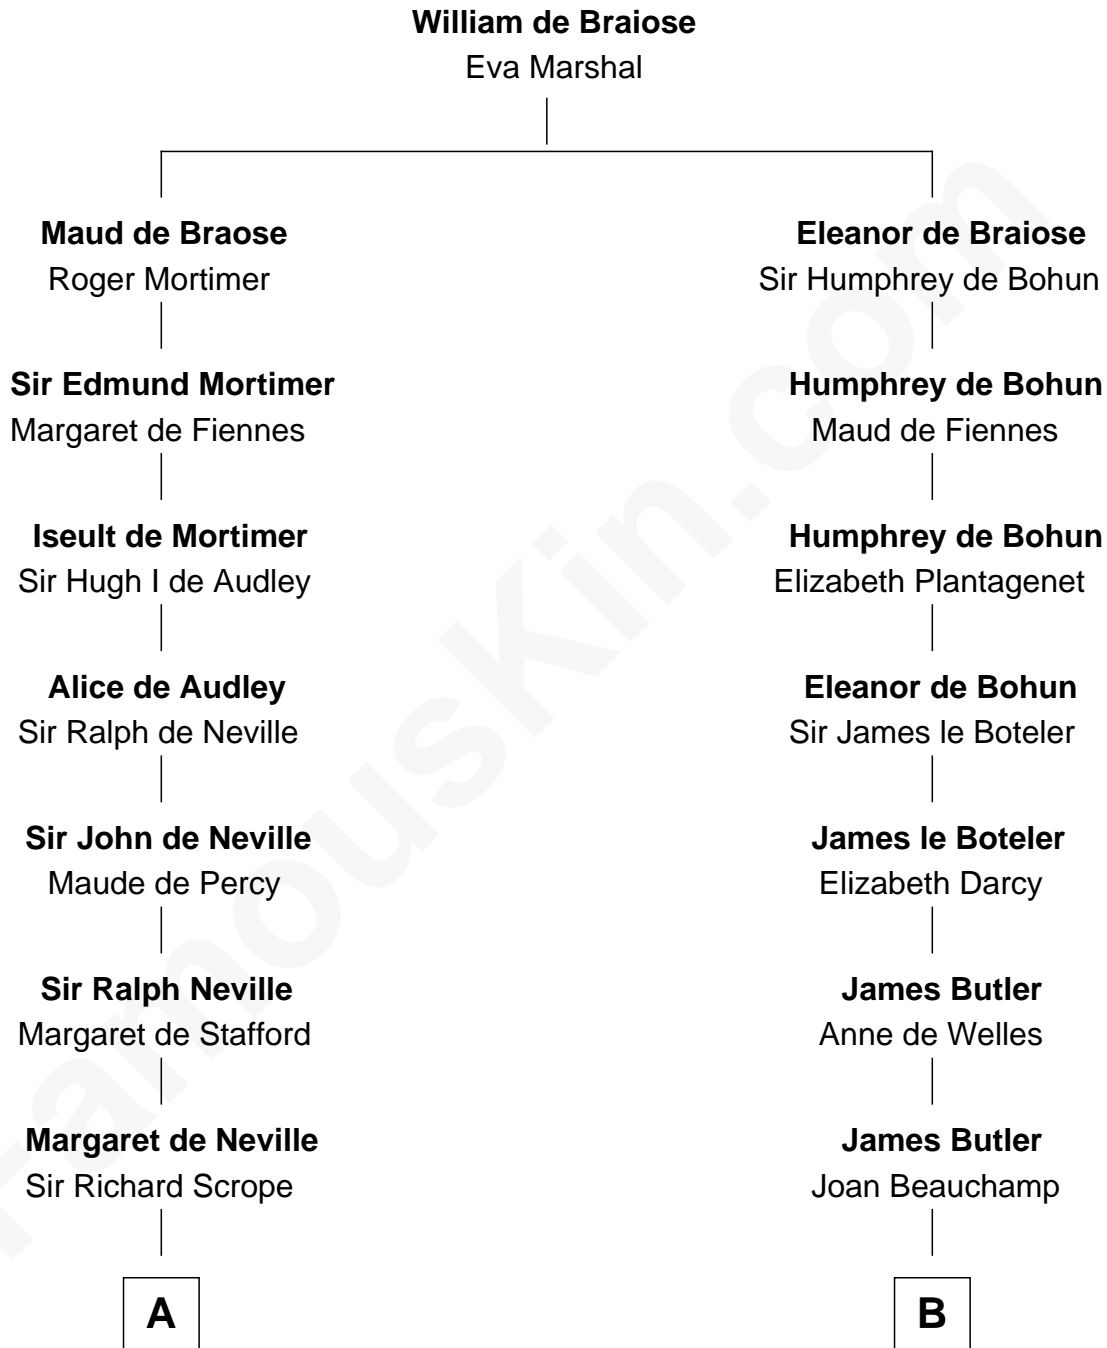 William de Braiose
Eva Marshal
Maud de Braose
Roger Mortimer
Eleanor de Braiose
Sir Humphrey de Bohun
Sir Edmund Mortimer
Margaret de Fiennes
Humphrey de Bohun
Maud de Fiennes
Iseult de Mortimer
Sir Hugh I de Audley
Humphrey de Bohun
Elizabeth Plantagenet
Alice de Audley
Sir Ralph de Neville
Eleanor de Bohun
Sir James le Boteler
Sir John de Neville
Maude de Percy
James le Boteler
Elizabeth Darcy
Sir Ralph Neville
Margaret de Stafford
James Butler
Anne de Welles
Margaret de Neville
Sir Richard Scrope
James Butler
Joan Beauchamp
A
B
FamousKin.com